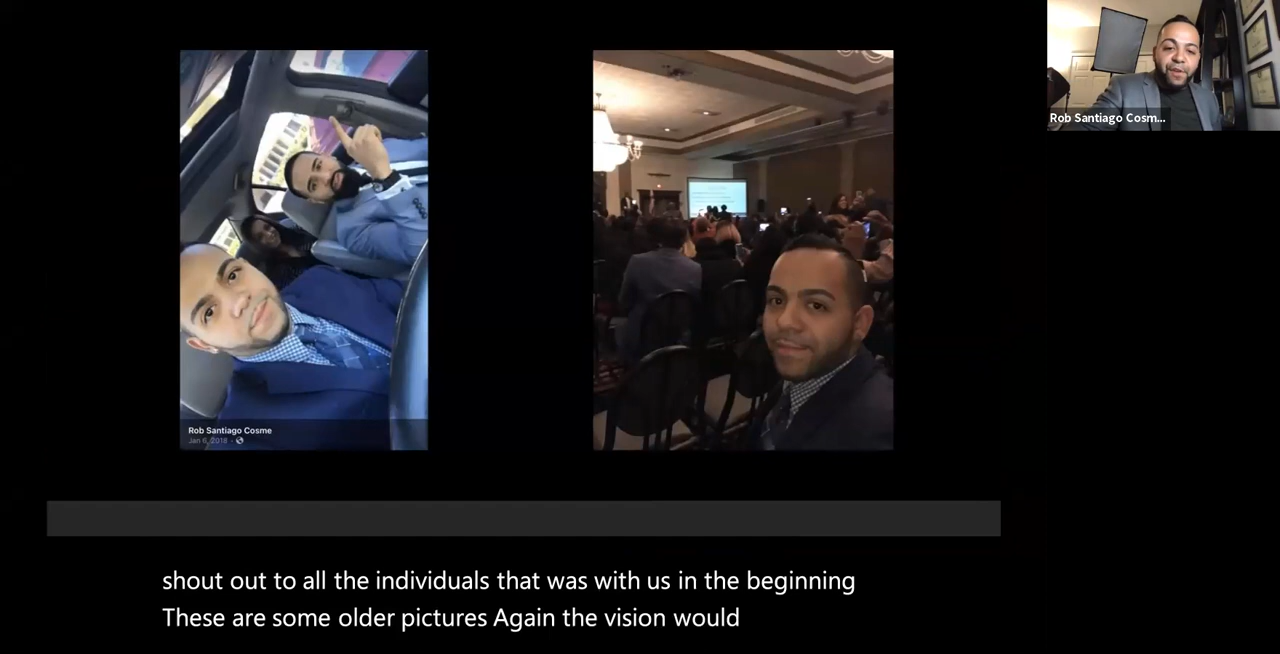 Rob Santiago Cosm...
Rob Santiago Cosme
Jan 6, 2018
shout out to all the individuals that was with us in the beginning
These are some older pictures Again the vision would